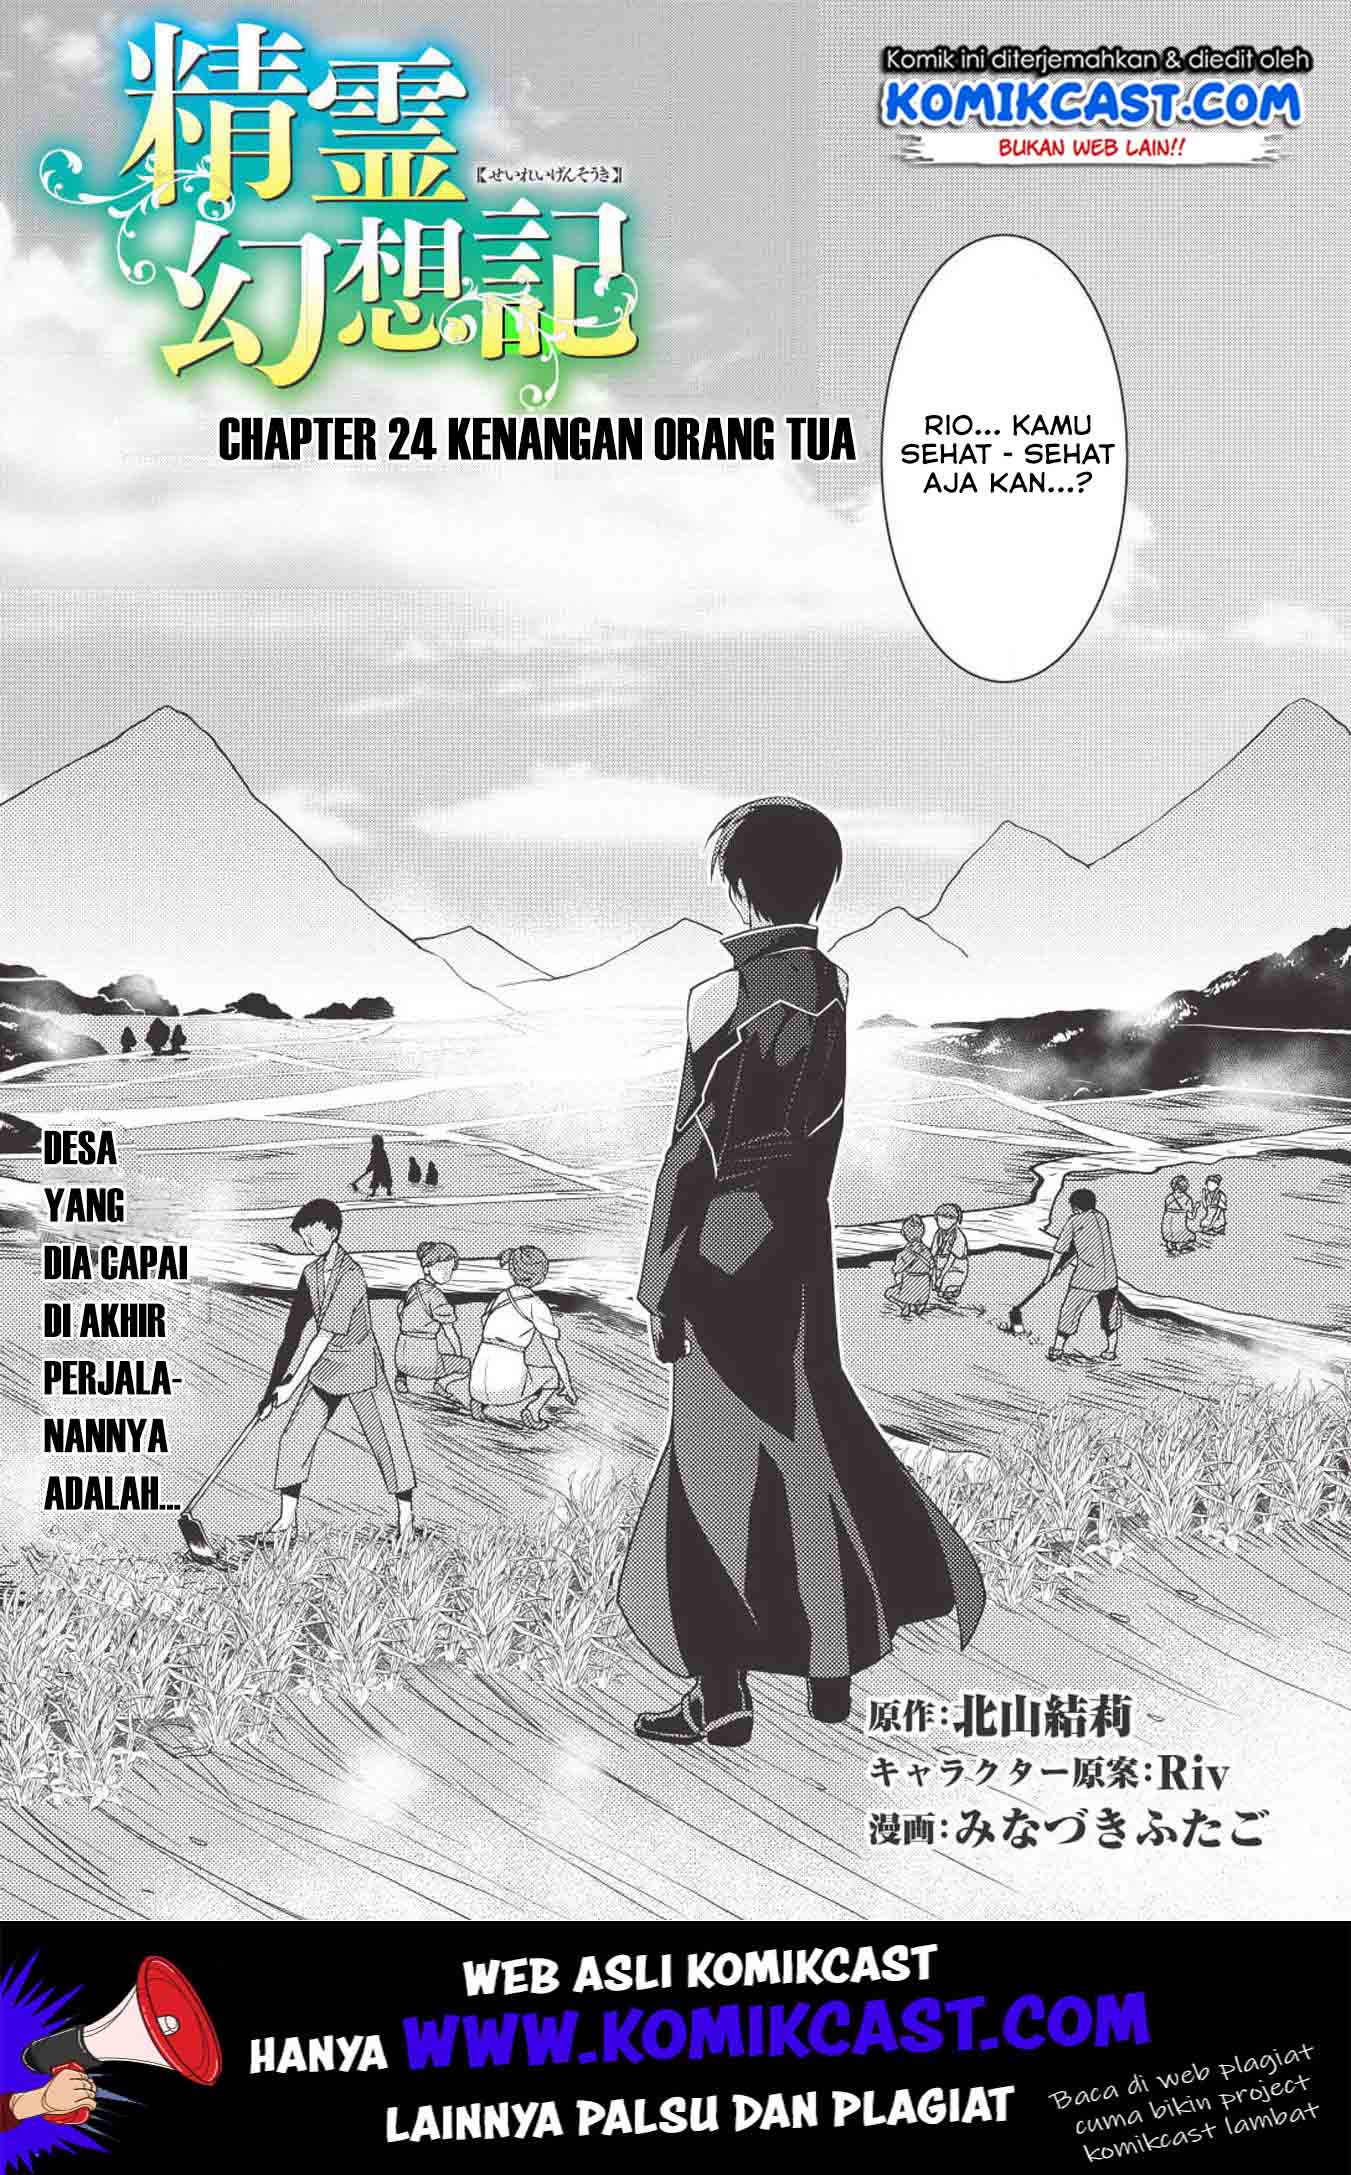 精霊
【せいれいげんそうき】
幻想記
Komik ini diterjemahkan & diedit oleh
KOMIKCAST.COM
BUKAN WEB LAIN!!
CHAPTER 24 KENANGAN ORANG TUA
RIO... KAMU
SEHAT - SEHAT
AJA KAN...?
DESA
YANG
DIA CAPAI
DI AKHIR
PERJALA-
NANNYA
ADALAH...
原作:北山結莉
キャラクター原案:Riv
漫画:みなづきふたご
WEB ASLI KOMIKCAST
HANYA WWW.KOMIKCAST.COM
LAINNYA PALSU DAN PLAGIAT
Baca di web plagiat
cuma bikin project
komikcast lambat